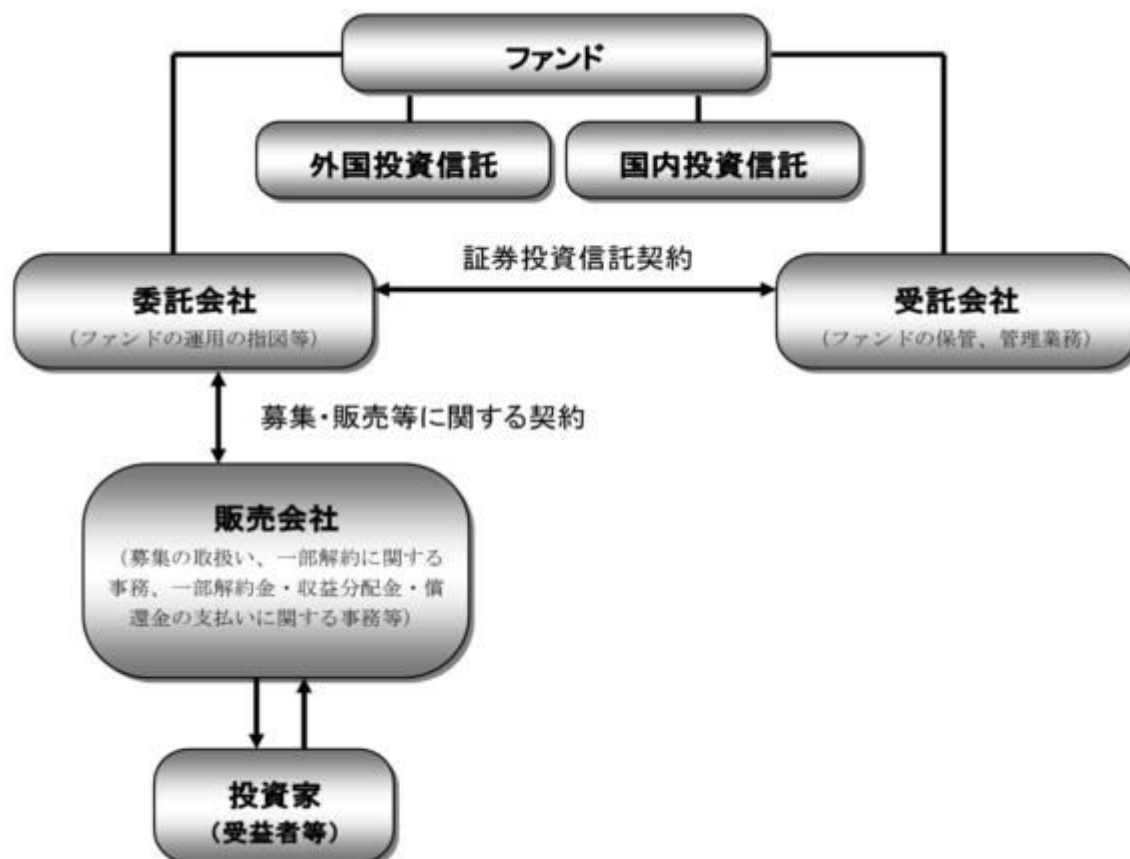 ファンド
外国投資信託
国内投資信託
証券投資信託契約
委託会社
（ファンドの運用の指図等）
受託会社
（ファンドの保管、管理業務）
募集・販売等に関する契約
販売会社
（募集の取扱い、一部解約に関する
事務、一部解約金・収益分配金・償
還金の支払いに関する事務等）
投資家
（受益者等）